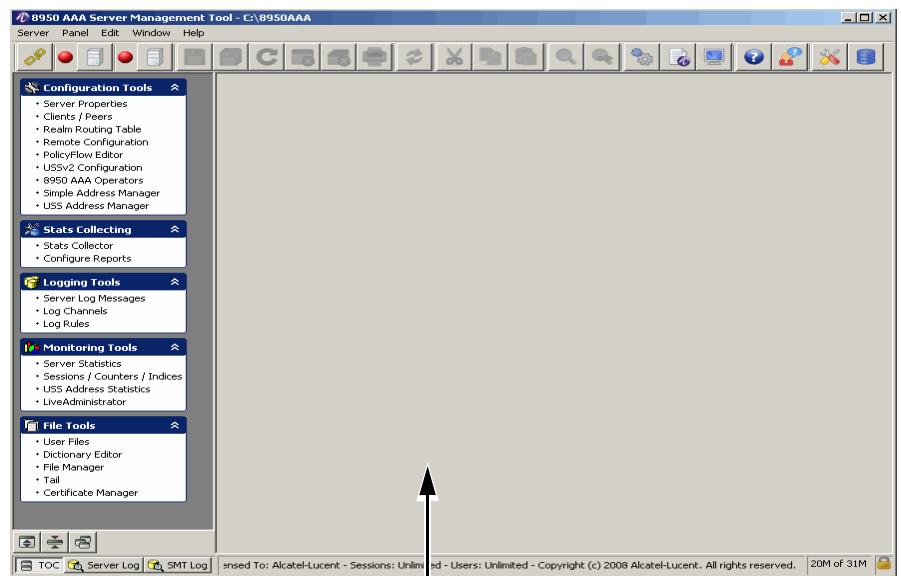 8950 AAA Server Management Tool - C:\8950AAA
Server Panel Edit Window Help
Configuration Tools
Server Properties
Clients / Peers
Realm Routing Table
Remote Configuration
PolicyFlow Editor
USSv2 Configuration
8950 AAA Operators
Simple Address Manager
USS Address Manager
Stats Collecting
Stats Collector
Configure Reports
Logging Tools
Server Log Messages
Log Channels
Log Rules
Monitoring Tools
Server Statistics
Sessions / Counters / Indices
USS Address Statistics
LiveAdministrator
File Tools
User Files
Dictionary Editor
File Manager
Tail
Certificate Manager
TOC Server Log SMT Log ensed To: Alcatel-Lucent - Sessions: Unlimited - Users: Unlimited - Copyright (c) 2008 Alcatel-Lucent. All rights reserved. 20M of 31M